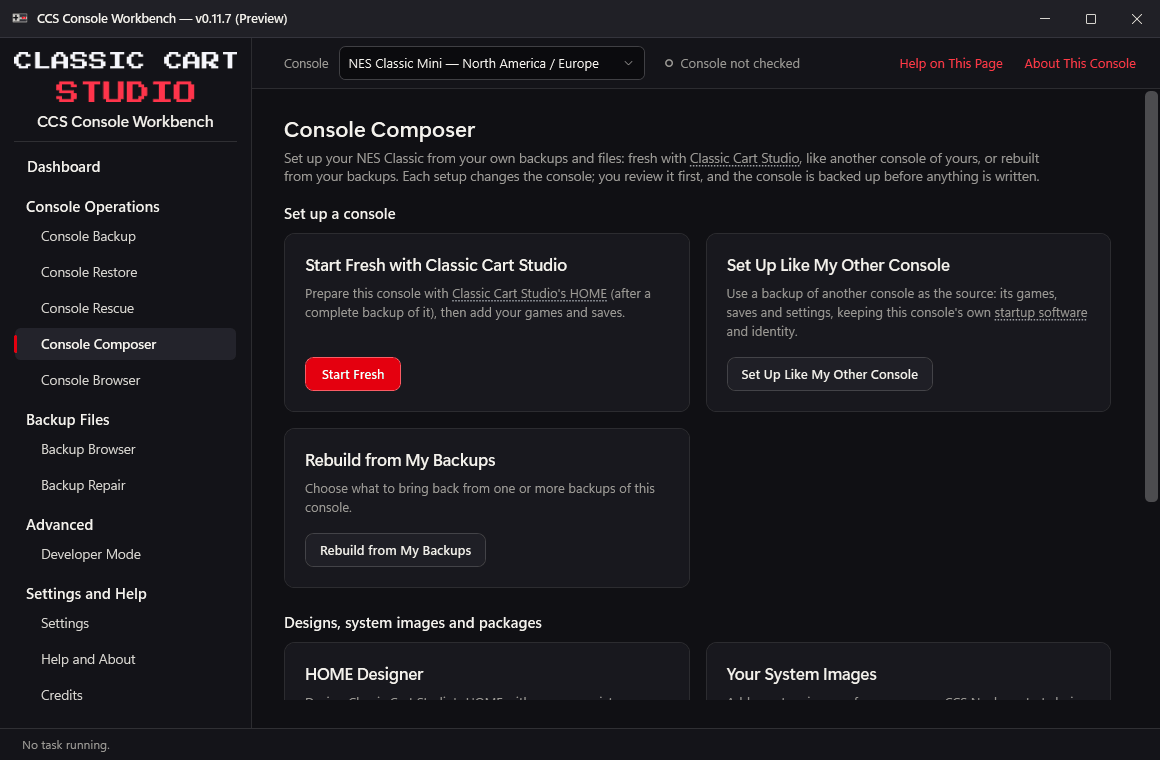 CCS Console Workbench — v0.11.7 (Preview)
CLASSIC CART
STUDIO
CCS Console Workbench
Console
NES Classic Mini — North America / Europe
Console not checked
Help on This Page
About This Console
Dashboard
Console Operations
Console Backup
Console Restore
Console Rescue
Console Composer
Console Browser
Backup Files
Backup Browser
Backup Repair
Advanced
Developer Mode
Settings and Help
Settings
Help and About
Credits
Console Composer
Set up your NES Classic from your own backups and files: fresh with Classic Cart Studio, like another console of yours, or rebuilt
from your backups. Each setup changes the console; you review it first, and the console is backed up before anything is written.
Set up a console
Start Fresh with Classic Cart Studio
Prepare this console with Classic Cart Studio's HOME (after a
complete backup of it), then add your games and saves.
Start Fresh
Set Up Like My Other Console
Use a backup of another console as the source: its games,
saves and settings, keeping this console's own startup software
and identity.
Set Up Like My Other Console
Rebuild from My Backups
Choose what to bring back from one or more backups of this
console.
Rebuild from My Backups
Designs, system images and packages
HOME Designer
Your System Images
No task running.